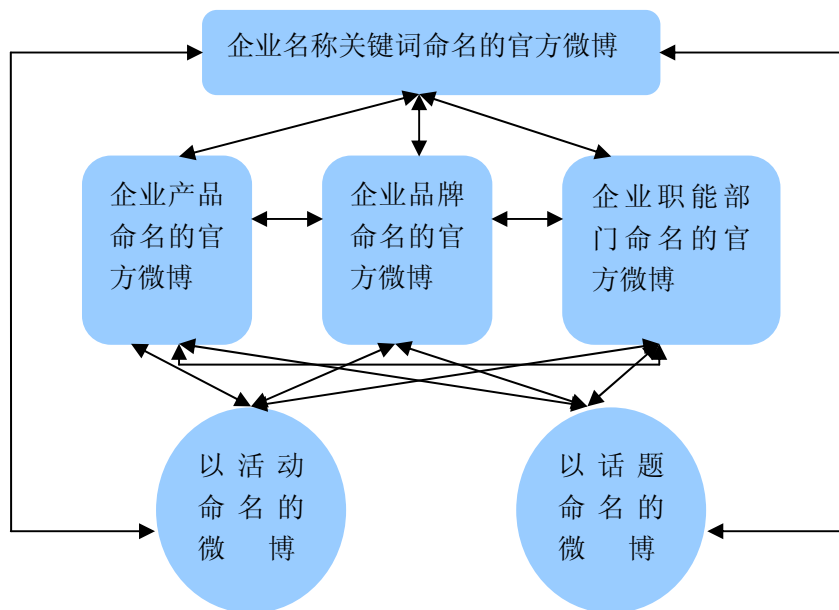 企业名称关键词命名的官方微博
企业产品
命名的官
方微博
企业品牌
命名的官
方微博
企业职能部
门命名的官
方微博
以活动
命名的
微博
以话题
命名的
微博